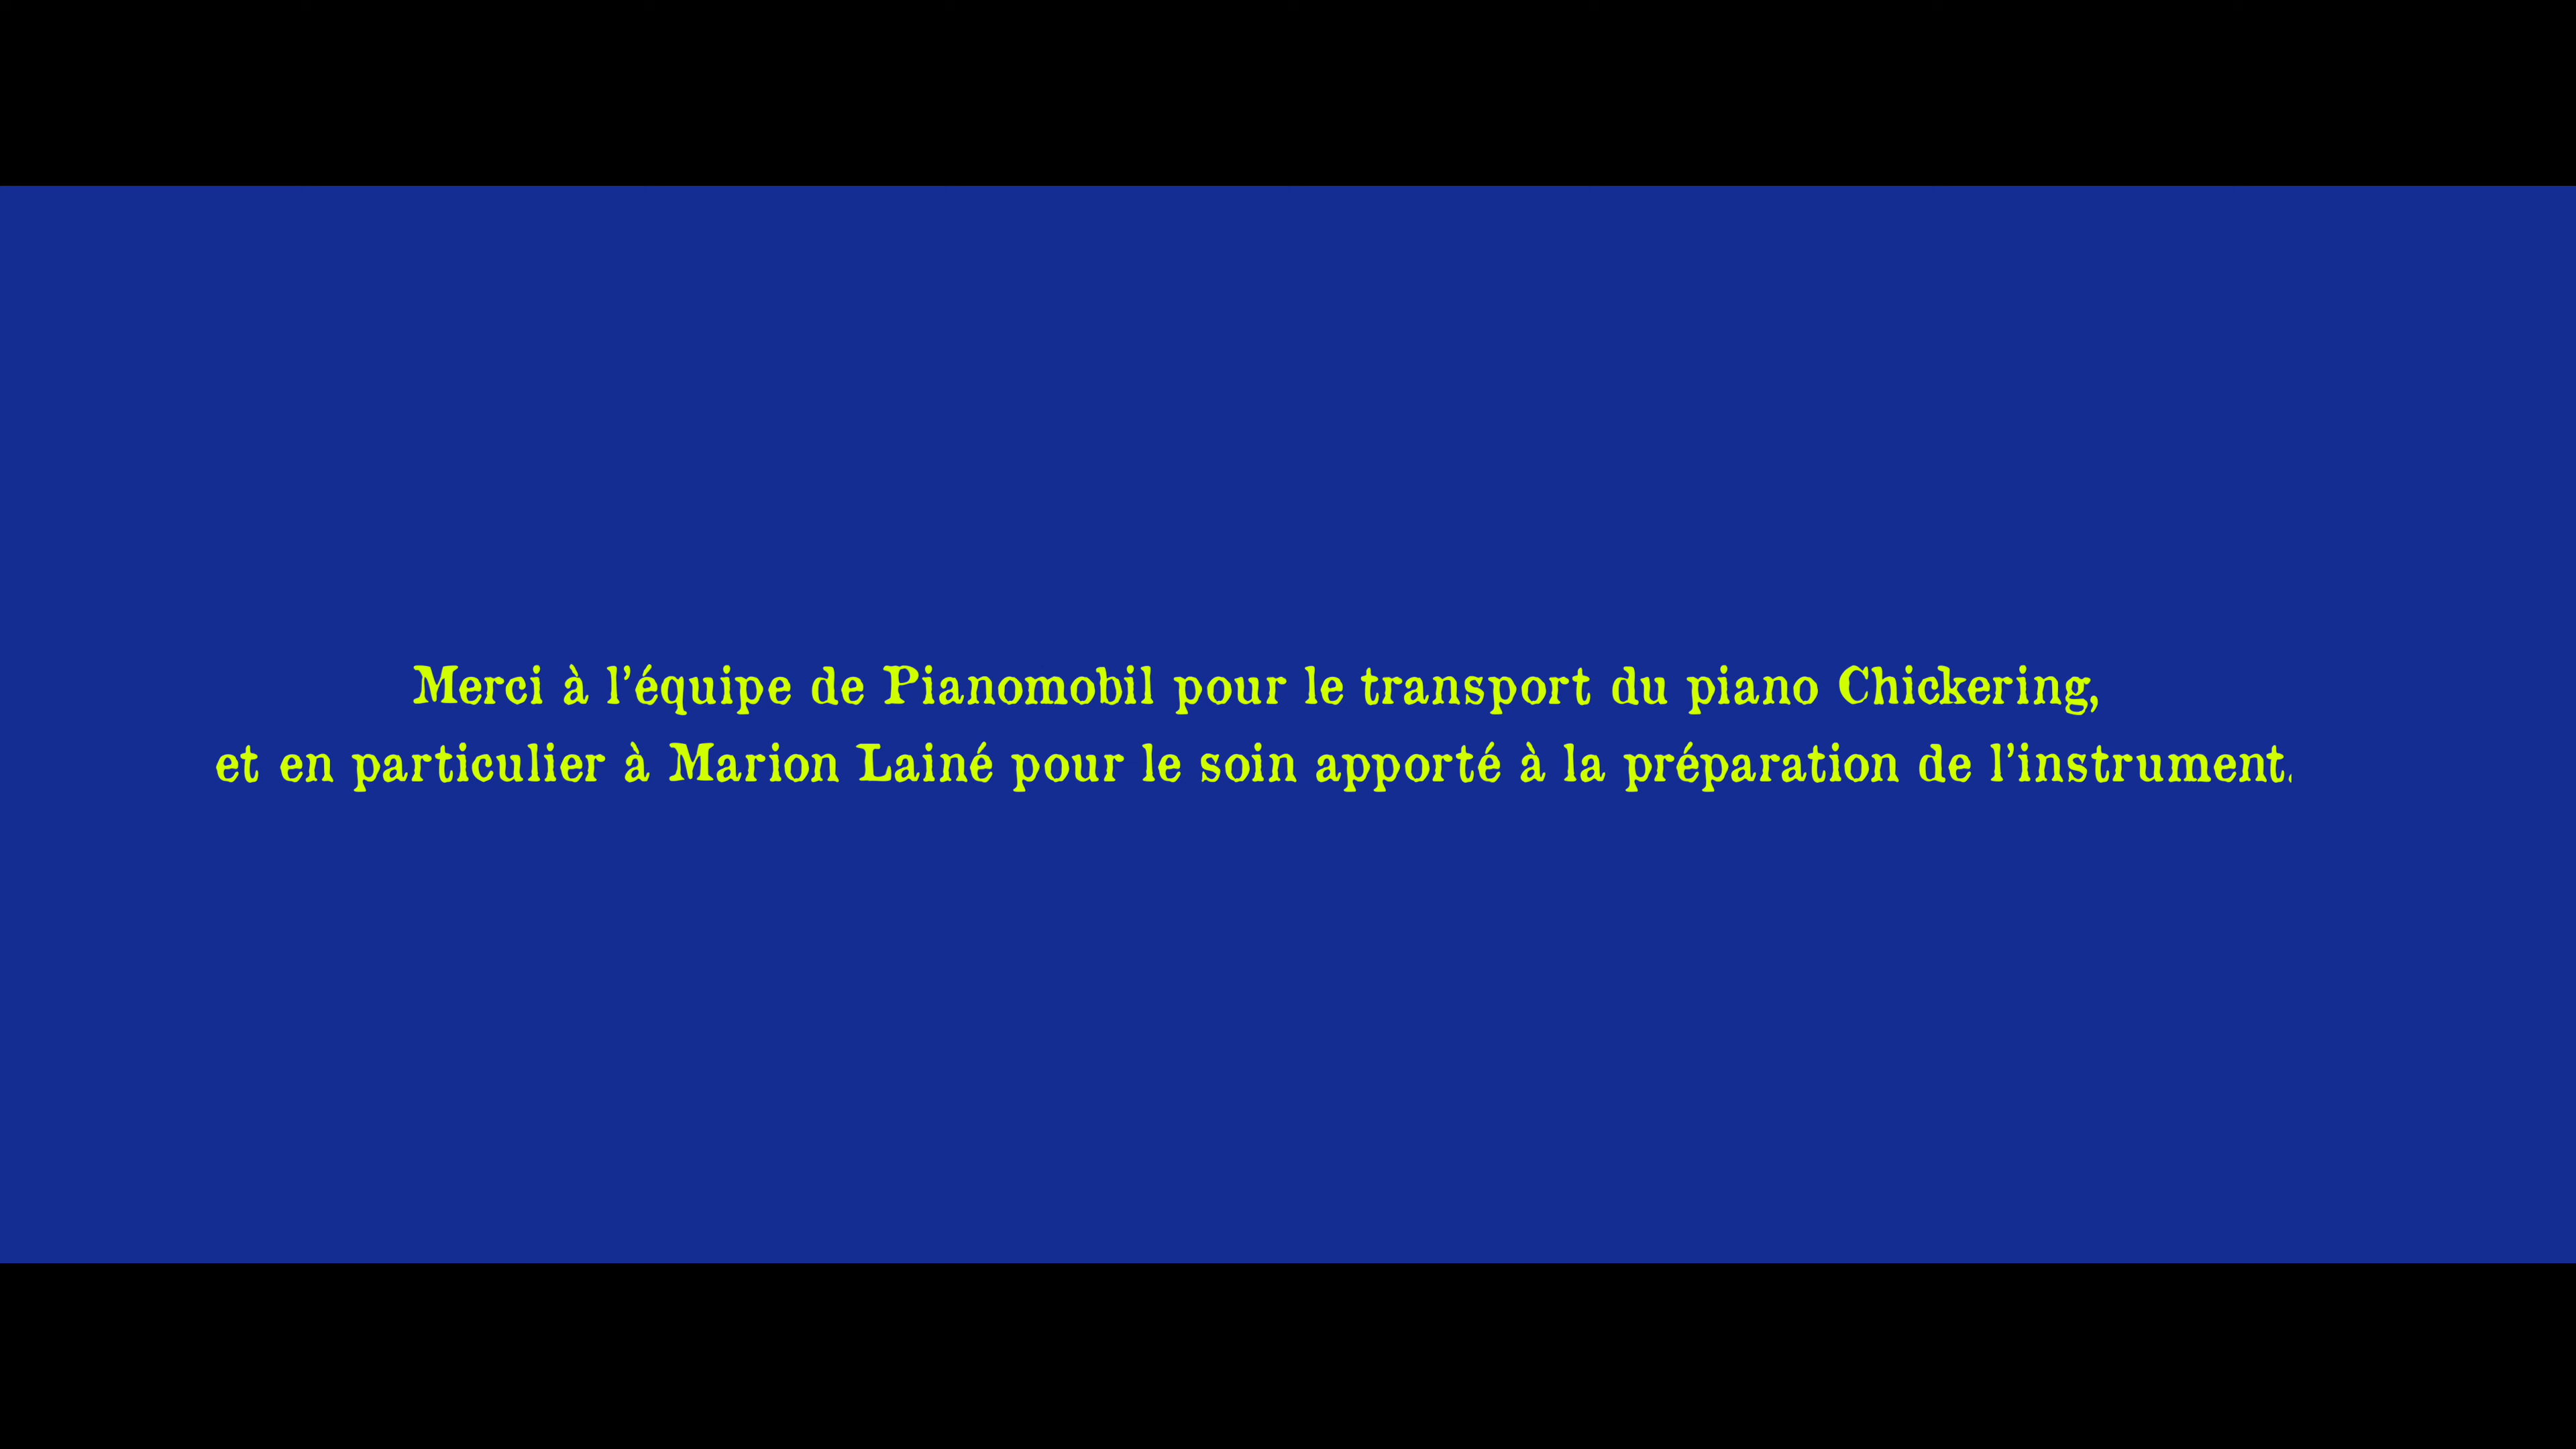 Merci à l’équipe de Pianomobil pour le transport du piano Chickering,
et en particulier à Marion Lainé pour le soin apporté à la préparation de l’instrument.